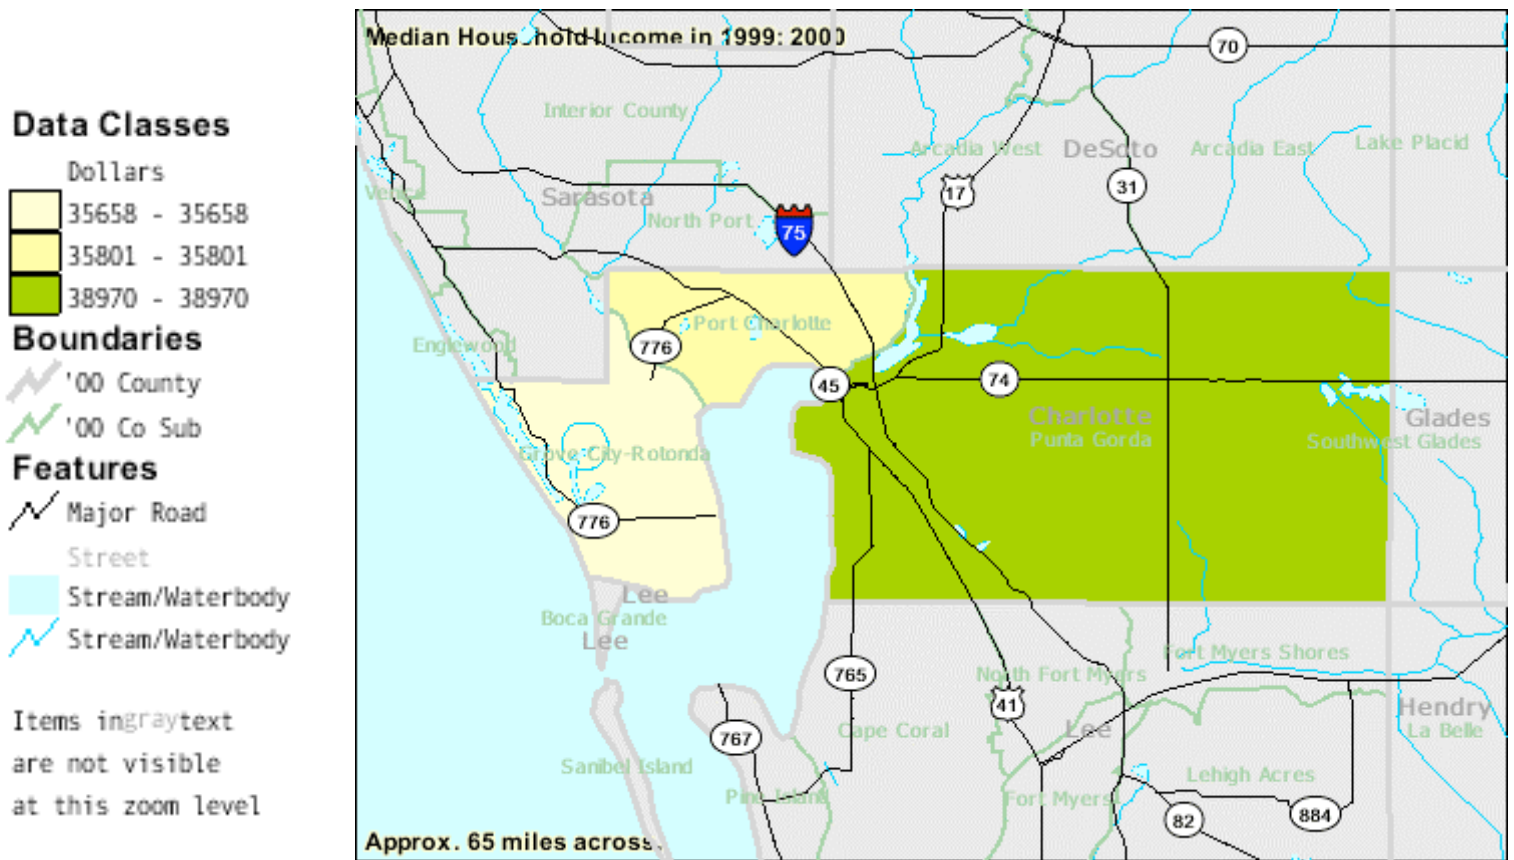 Data Classes
Dollars
35658 - 35658
35801 - 35801
38970 - 38970
Boundaries
'00 County
'00 Co Sub
Features
Major Road
Street
Stream/Waterbody
Stream/Waterbody
Items in gray text
are not visible
at this zoom level
Median Household Income in 1999: 2000
70
Interior County
Arcadia West
DeSoto
Arcadia East
Lake Placid
Venice
Sarasota
17
31
North Port
75
Port Charlotte
Englewood
776
45
74
Charlotte
Glades
Punta Gorda
Southwest Glades
Grove City-Rotonda
776
Lee
Boca Grande
Lee
Fort Myers Shores
765
North Fort Myers
41
Hendry
Cape Coral
Lee
La Belle
767
Sanibel Island
Lehigh Acres
Pine Island
Fort Myers
82
884
Approx. 65 miles across.